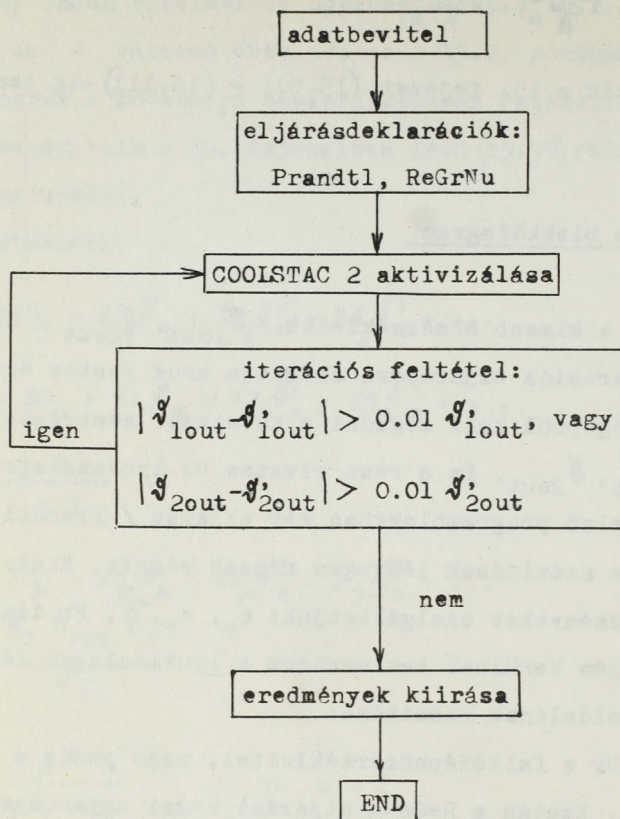 adatbevitel
eljárásdeklarációk:
Prandtl, ReGrNu
COOLSTAC 2 aktivizálása
iterációs feltétel:
|ϑ1out-ϑ'1out| > 0.01 ϑ'1out, vagy
|ϑ2out-ϑ'2out| > 0.01 ϑ'2out
igen
nem
eredmények kiirása
END